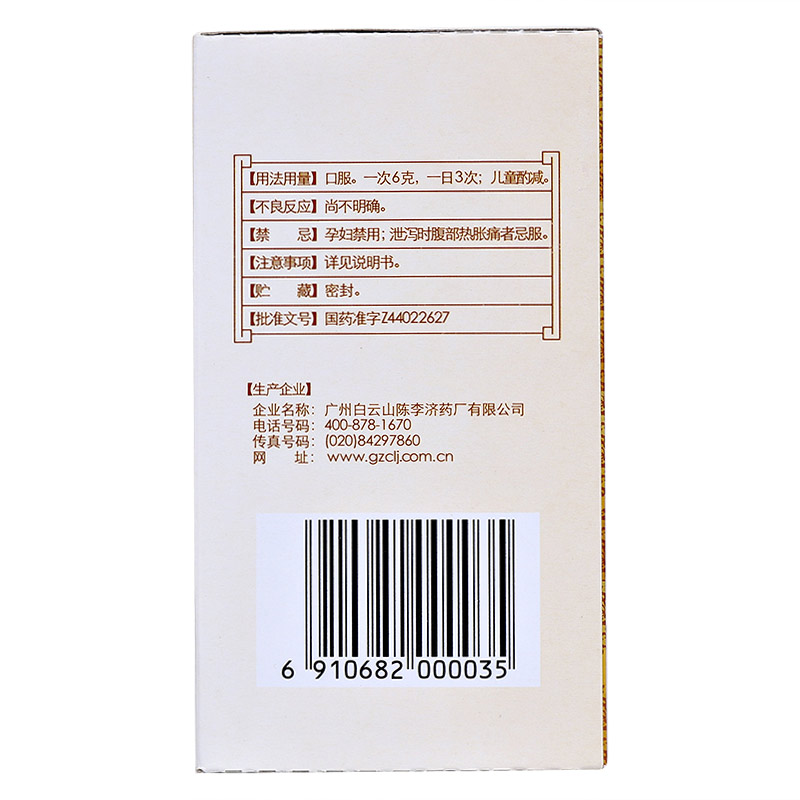 【用法用量】口服。一次6克，一日3次；儿童酌减。
【不良反应】尚不明确。
【禁 忌】孕妇禁用；泄泻时腹部热胀痛者忌服。
【注意事项】详见说明书。
【贮 藏】密封。
【批准文号】国药准字Z44022627
【生产企业】
企业名称：广州白云山陈李济药厂有限公司
电话号码：400-878-1670
传真号码：(020)84297860
网 址：www.gzclj.com.cn
6 910682 000035